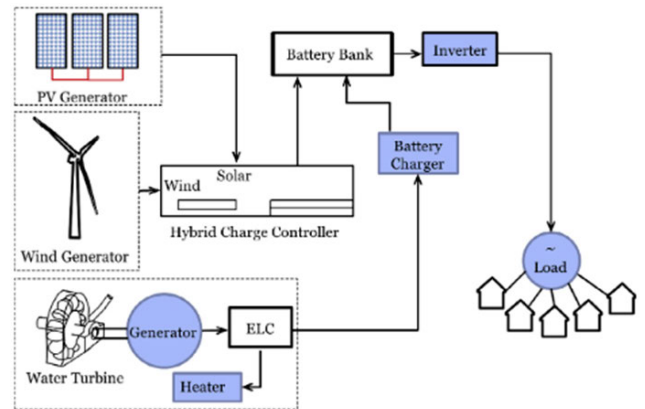 PV Generator
Battery Bank
Inverter
Battery
Charger
Wind
Solar
Hybrid Charge Controller
Wind Generator
~
Load
Generator
ELC
Water Turbine
Heater